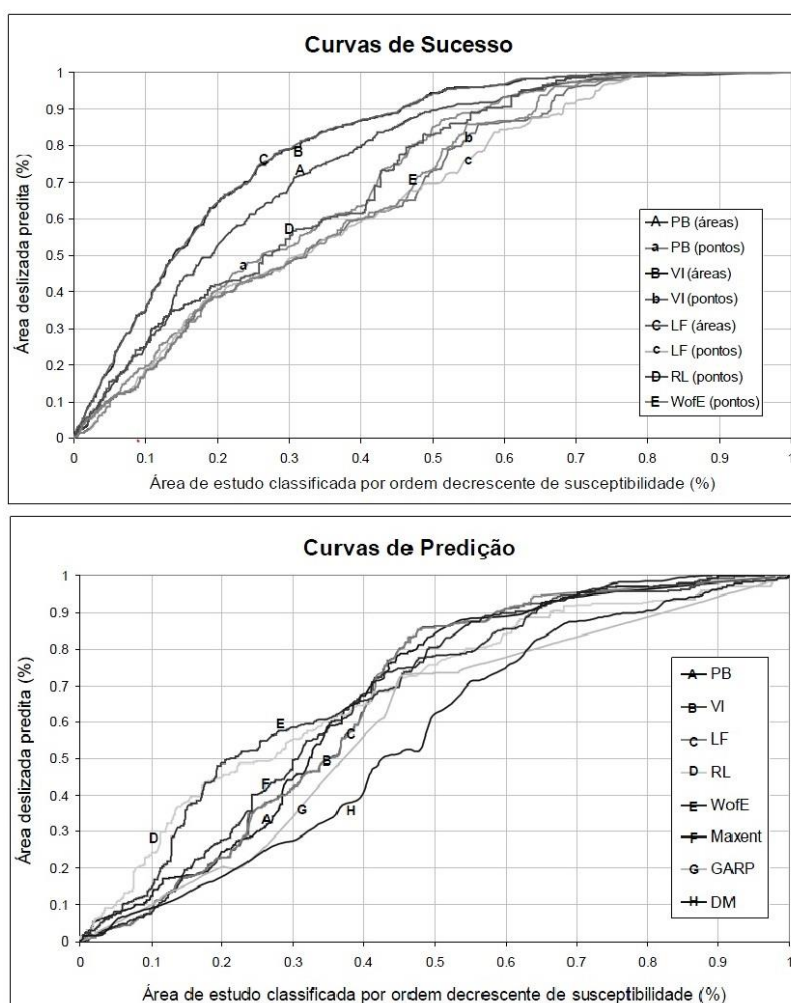 Curvas de Sucesso
Área deslizada predita (%)
1
0.9
0.8
0.7
0.6
0.5
0.4
0.3
0.2
0.1
0
C
B
A
D
a
E
b
c
A PB (áreas)
a PB (pontos)
B VI (áreas)
b VI (pontos)
C LF (áreas)
c LF (pontos)
D RL (pontos)
E WofE (pontos)
0 0.1 0.2 0.3 0.4 0.5 0.6 0.7 0.8 0.9 1
Área de estudo classificada por ordem decrescente de susceptibilidade (%)
Curvas de Predição
Área deslizada predita (%)
1
0.9
0.8
0.7
0.6
0.5
0.4
0.3
0.2
0.1
0
E
C
B
F
A
D
G
H
A PB
B VI
C LF
D RL
E WofE
F Maxent
G GARP
H DM
0 0.1 0.2 0.3 0.4 0.5 0.6 0.7 0.8 0.9 1
Área de estudo classificada por ordem decrescente de susceptibilidade (%)